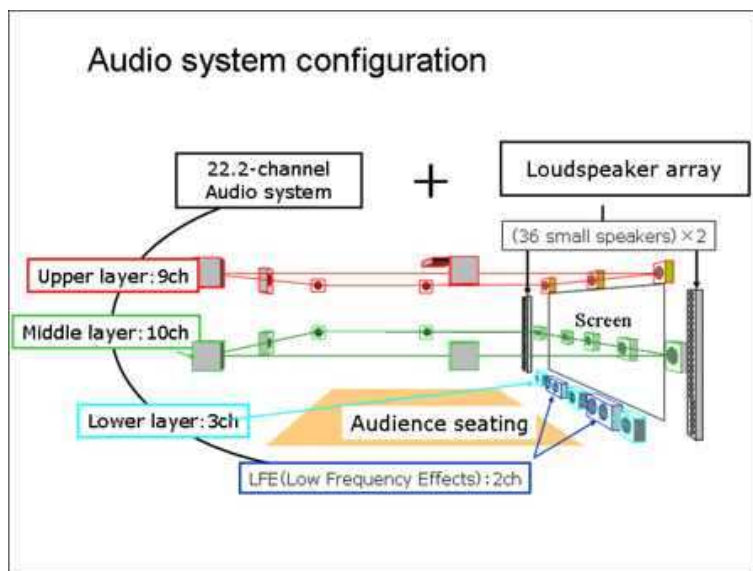 Audio system configuration
22.2-channel
Audio system
+
Loudspeaker array
(36 small speakers)×2
Upper layer:9ch
Middle layer:10ch
Screen
Lower layer:3ch
Audience seating
LFE(Low Frequency Effects):2ch